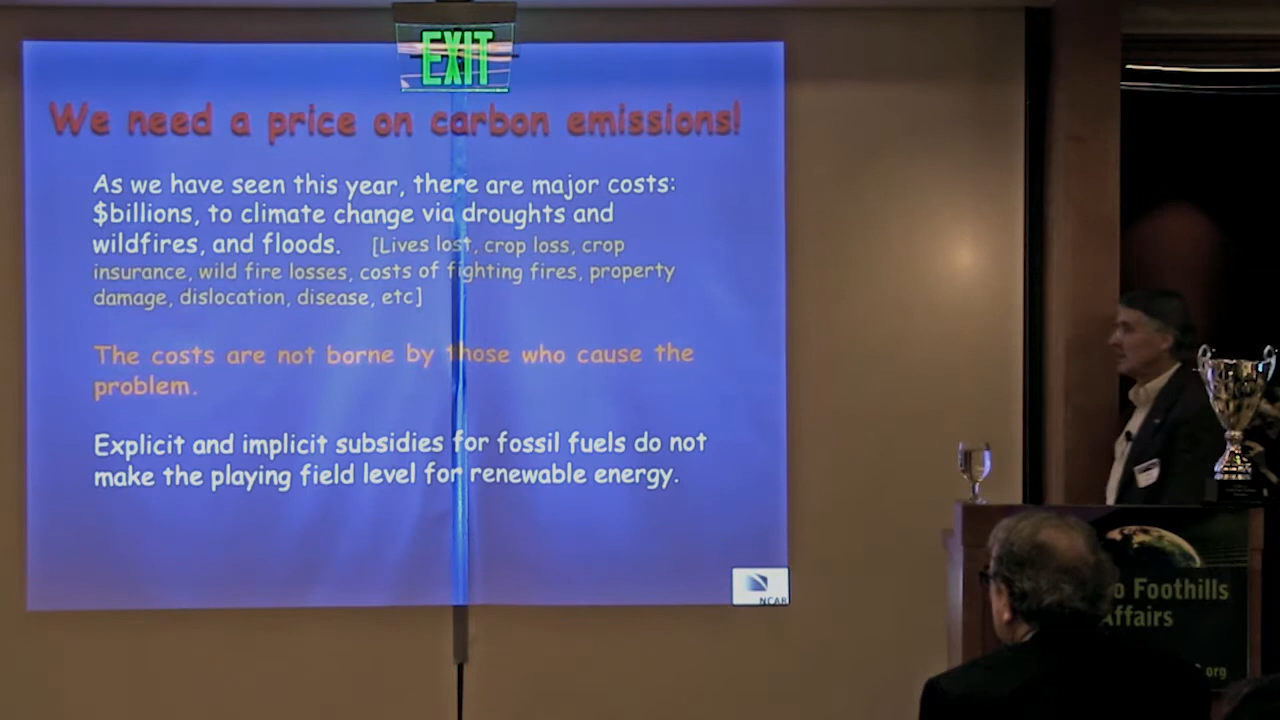 EXIT
We need a price on carbon emissions!
As we have seen this year, there are major costs:
$billions, to climate change via droughts and
wildfires, and floods. [Lives lost, crop loss, crop
insurance, wild fire losses, costs of fighting fires, property
damage, dislocation, disease, etc]
The costs are not borne by those who cause the
problem.
Explicit and implicit subsidies for fossil fuels do not
make the playing field level for renewable energy.
NCAR
Foothills
Affairs
org